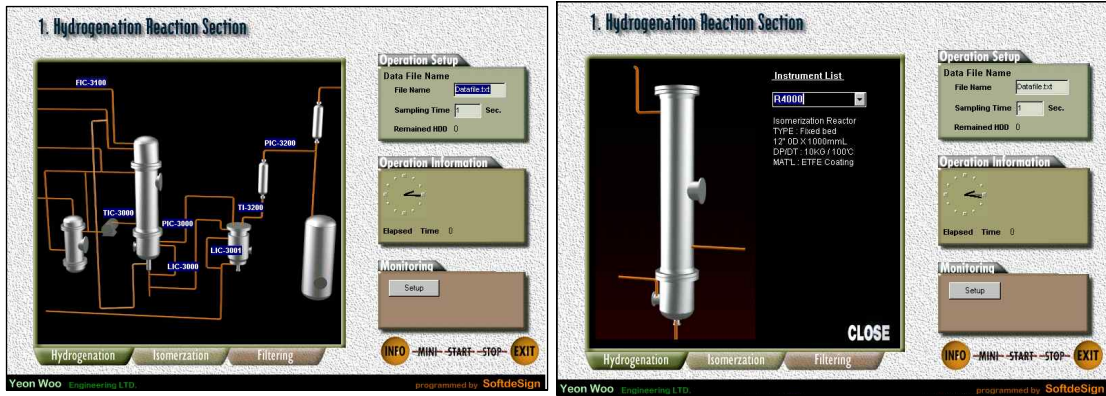 1. Hydrogenation Reaction Section
FIC-3100
PIC-3200
TIC-3000
PIC-3000
TI-3200
LIC-3001
LIC-3000
Operation Setup
Data File Name
File Name Datafile.txt
Sampling Time 1 Sec.
Remained HDD 0
Operation Information
Elapsed Time 0
Monitoring
Setup
Hydrogenation Isomerzation Filtering
INFO MINI START STOP EXIT
Yeon Woo Engineering LTD. programmed by SoftdeSign
1. Hydrogenation Reaction Section
Instrument List
R4000
Isomerization Reactor
TYPE : Fixed bed
12" OD X 1000mmL
DP/DT : 10KG / 100'C
MAT'L : ETFE Coating
CLOSE
Operation Setup
Data File Name
File Name Datafile.txt
Sampling Time 1 Sec.
Remained HDD 0
Operation Information
Elapsed Time 0
Monitoring
Setup
Hydrogenation Isomerzation Filtering
INFO MINI START STOP EXIT
Yeon Woo Engineering LTD. programmed by SoftdeSign